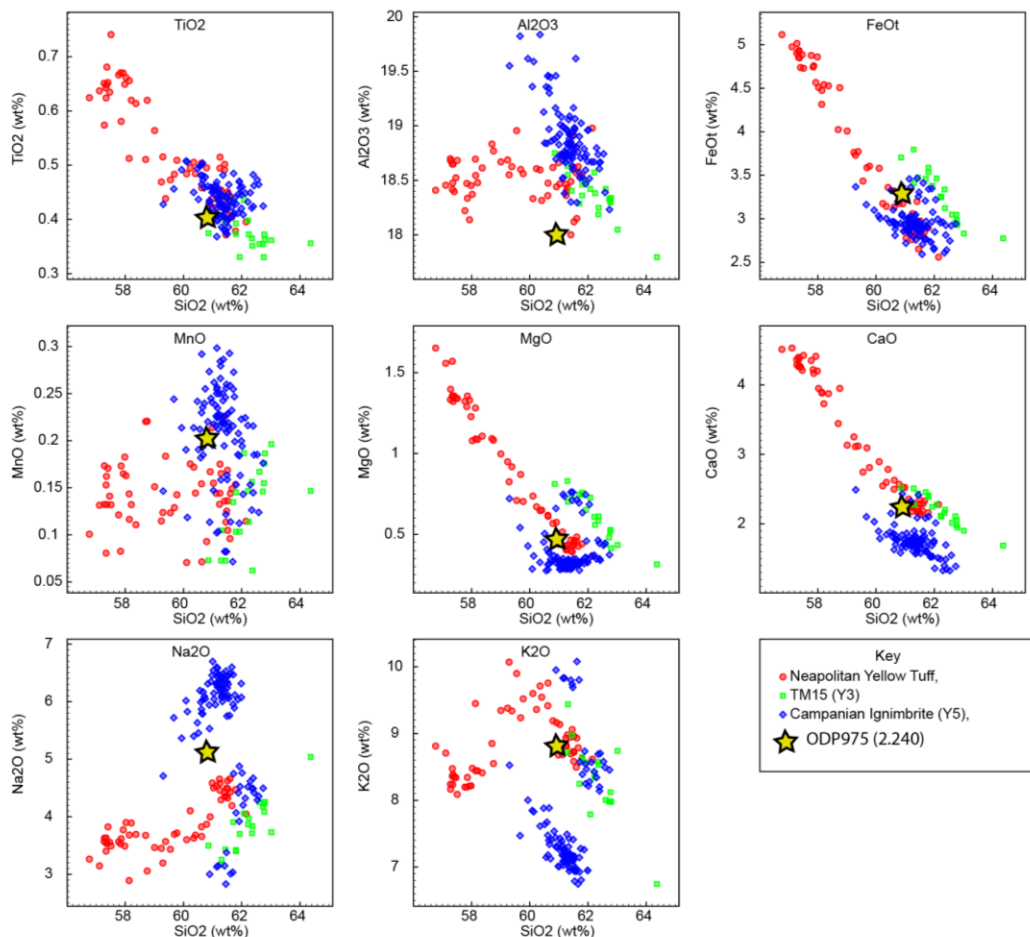 TiO2
TiO2 (wt%)
0.7
0.6
0.5
0.4
0.3
58 60 62 64
SiO2 (wt%)
Al2O3
Al2O3 (wt%)
20
19.5
19
18.5
18
58 60 62 64
SiO2 (wt%)
FeOt
FeOt (wt%)
5
4.5
4
3.5
3
2.5
58 60 62 64
SiO2 (wt%)
MnO
MnO (wt%)
0.3
0.25
0.2
0.15
0.1
0.05
58 60 62 64
SiO2 (wt%)
MgO
MgO (wt%)
1.5
1
0.5
58 60 62 64
SiO2 (wt%)
CaO
CaO (wt%)
4
3
2
58 60 62 64
SiO2 (wt%)
Na2O
Na2O (wt%)
7
6
5
4
3
58 60 62 64
SiO2 (wt%)
K2O
K2O (wt%)
10
9
8
7
58 60 62 64
SiO2 (wt%)
Key
Neapolitan Yellow Tuff,
TM15 (Y3)
Campanian Ignimbrite (Y5),
ODP975 (2.240)